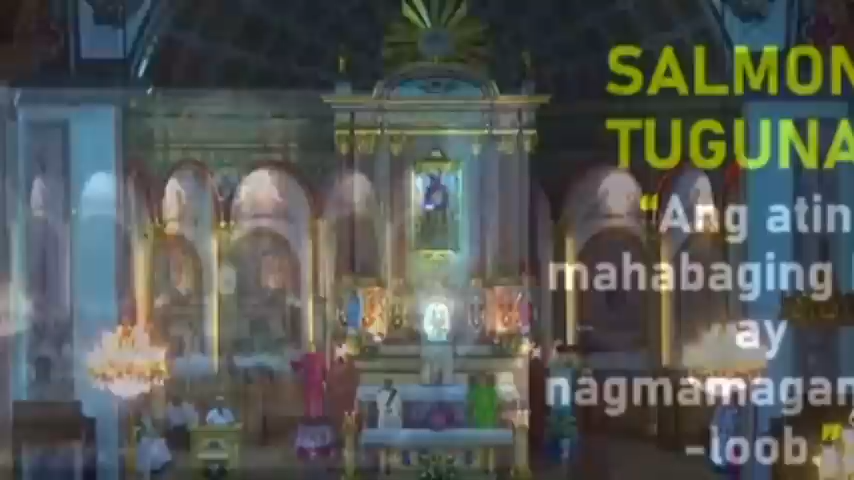 SALMON
TUGUNA
“Ang atin
mahabaging
ay
nagmamagan
-loob.”